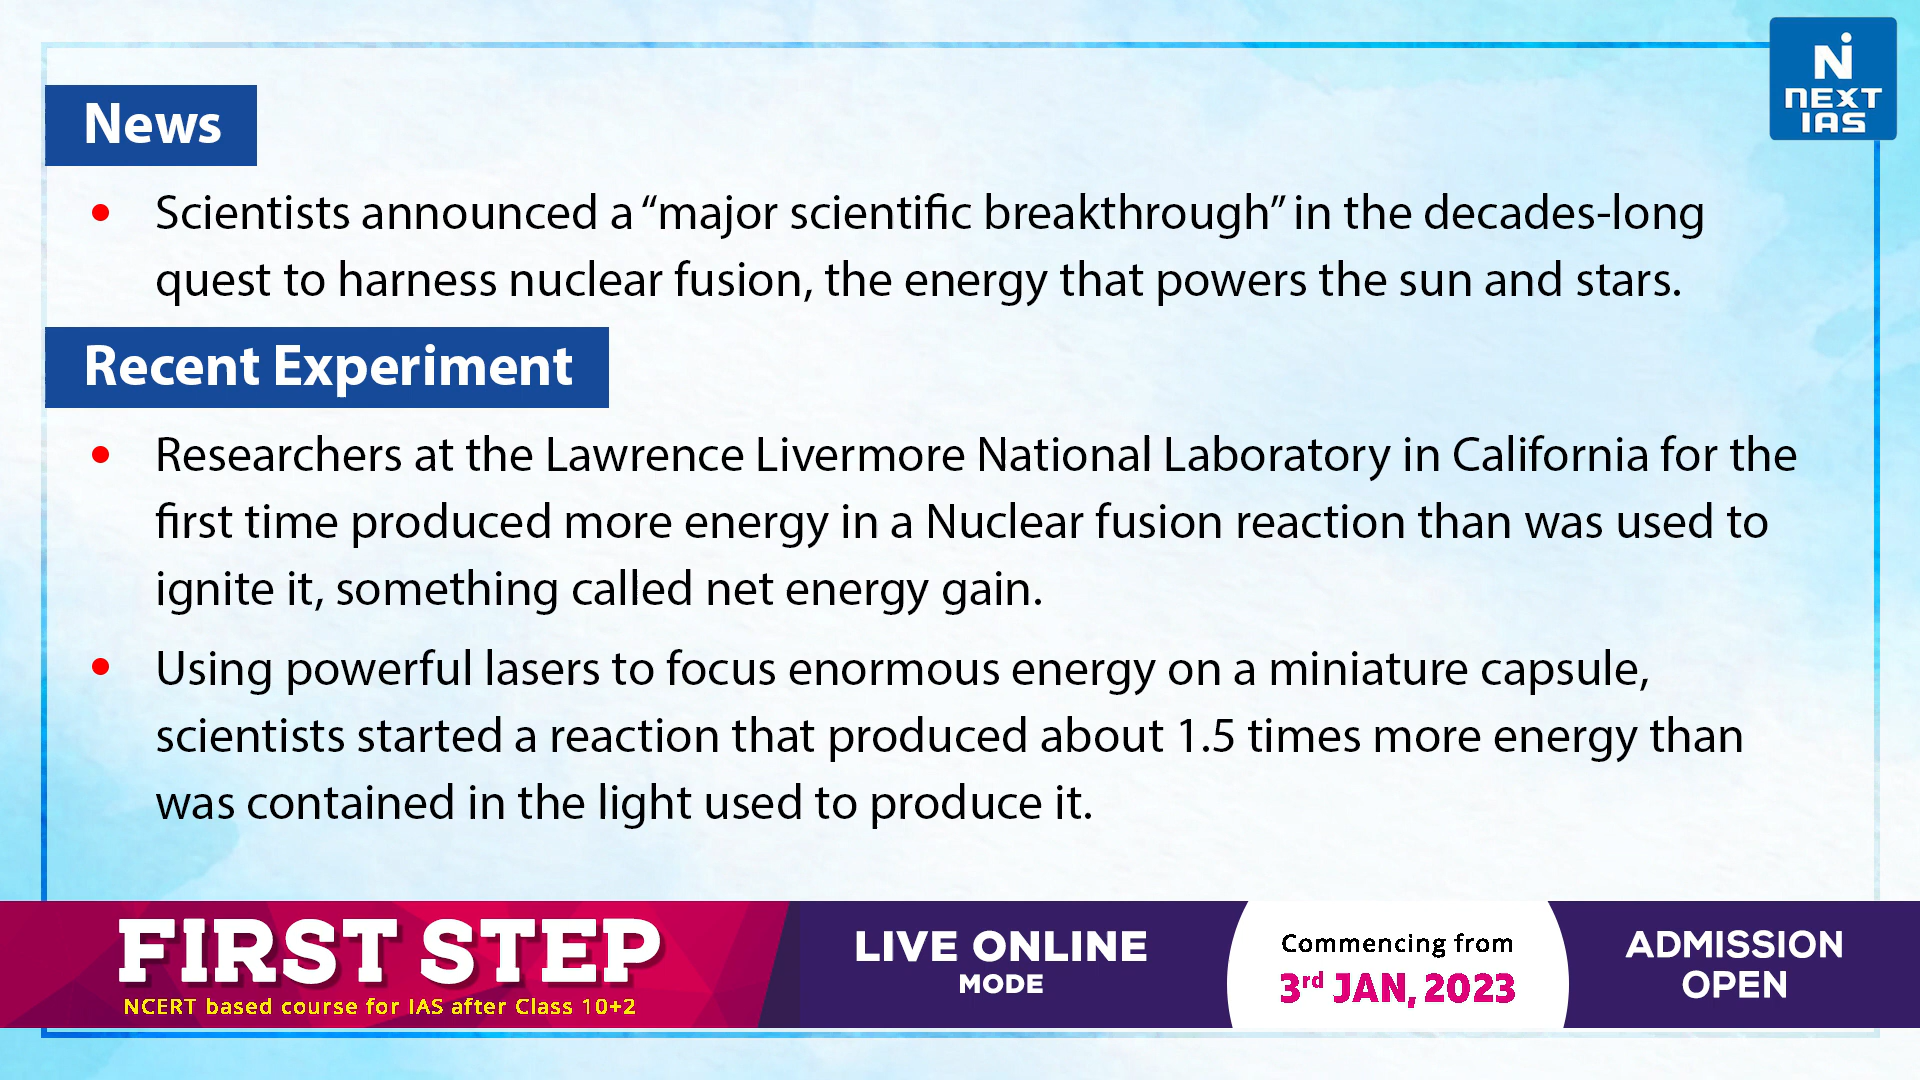 NEXT
IAS
News
• Scientists announced a “major scientific breakthrough” in the decades-long
quest to harness nuclear fusion, the energy that powers the sun and stars.
Recent Experiment
• Researchers at the Lawrence Livermore National Laboratory in California for the
first time produced more energy in a Nuclear fusion reaction than was used to
ignite it, something called net energy gain.
• Using powerful lasers to focus enormous energy on a miniature capsule,
scientists started a reaction that produced about 1.5 times more energy than
was contained in the light used to produce it.
FIRST STEP
NCERT based course for IAS after Class 10+2
LIVE ONLINE
MODE
Commencing from
3rd JAN, 2023
ADMISSION
OPEN